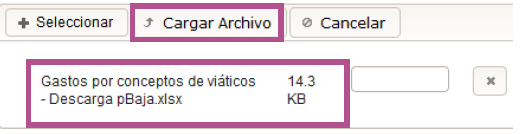 Seleccionar Cargar Archivo Cancelar
Gastos por conceptos de viáticos 14.3
- Descarga pBaja.xlsx KB